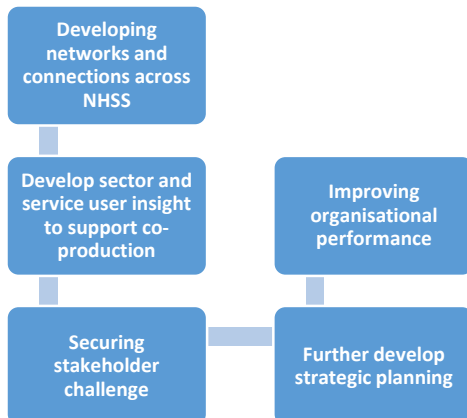 Developing
networks and
connections across
NHSS
Develop sector and
service user insight
to support co-
production
Securing
stakeholder
challenge
Further develop
strategic planning
Improving
organisational
performance